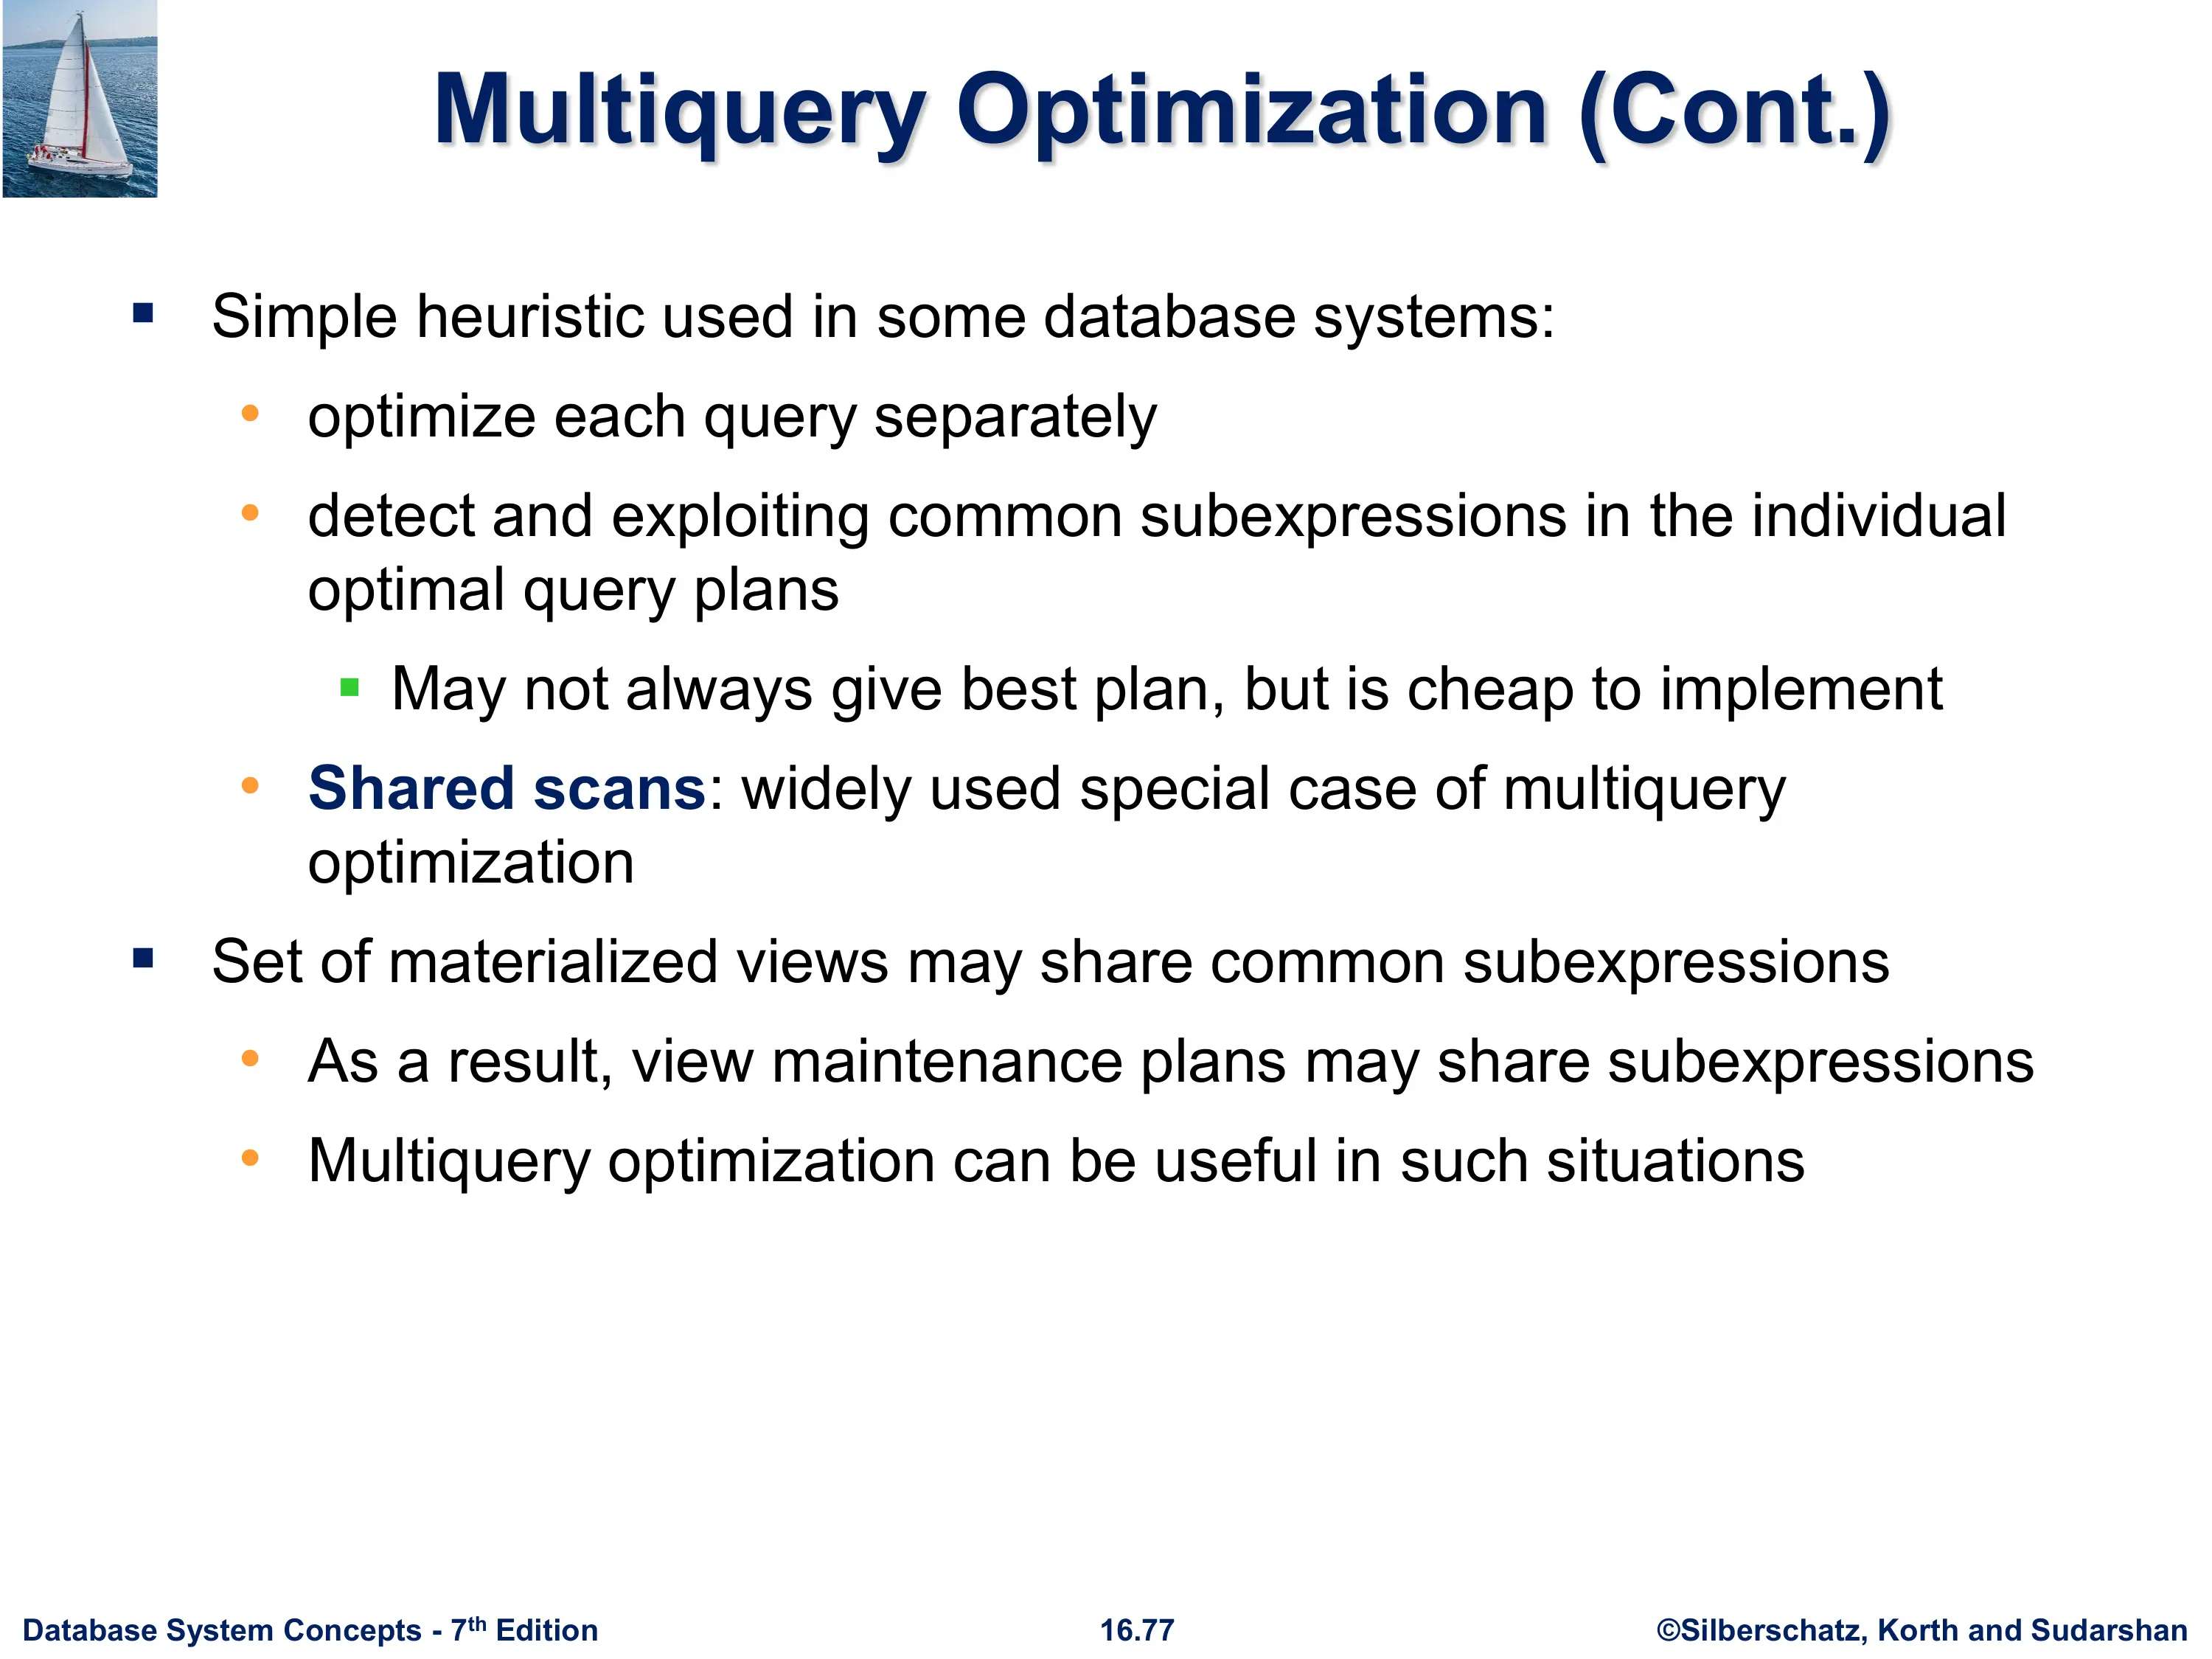 Multiquery Optimization (Cont.)
▪ Simple heuristic used in some database systems:
• optimize each query separately
• detect and exploiting common subexpressions in the individual
optimal query plans
▪ May not always give best plan, but is cheap to implement
• Shared scans: widely used special case of multiquery
optimization
▪ Set of materialized views may share common subexpressions
• As a result, view maintenance plans may share subexpressions
• Multiquery optimization can be useful in such situations
Database System Concepts - 7th Edition
16.77
©Silberschatz, Korth and Sudarshan